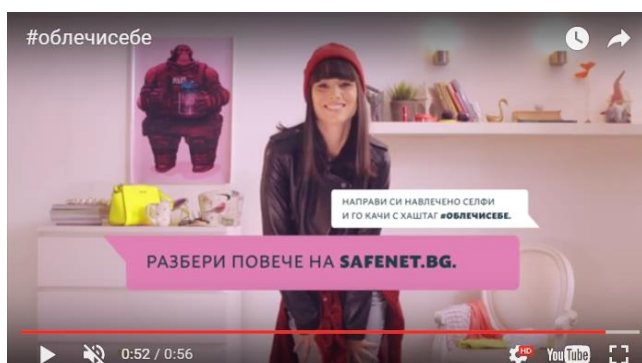 #облечисебе
НАПРАВИ СИ НАВЛЕЧЕНО СЕЛФИ
И ГО КАЧИ С ХАШТАГ #ОБЛЕЧИСЕБЕ.
РАЗБЕРИ ПОВЕЧЕ НА SAFENET.BG.
0:52 / 0:56
HD
YouTube